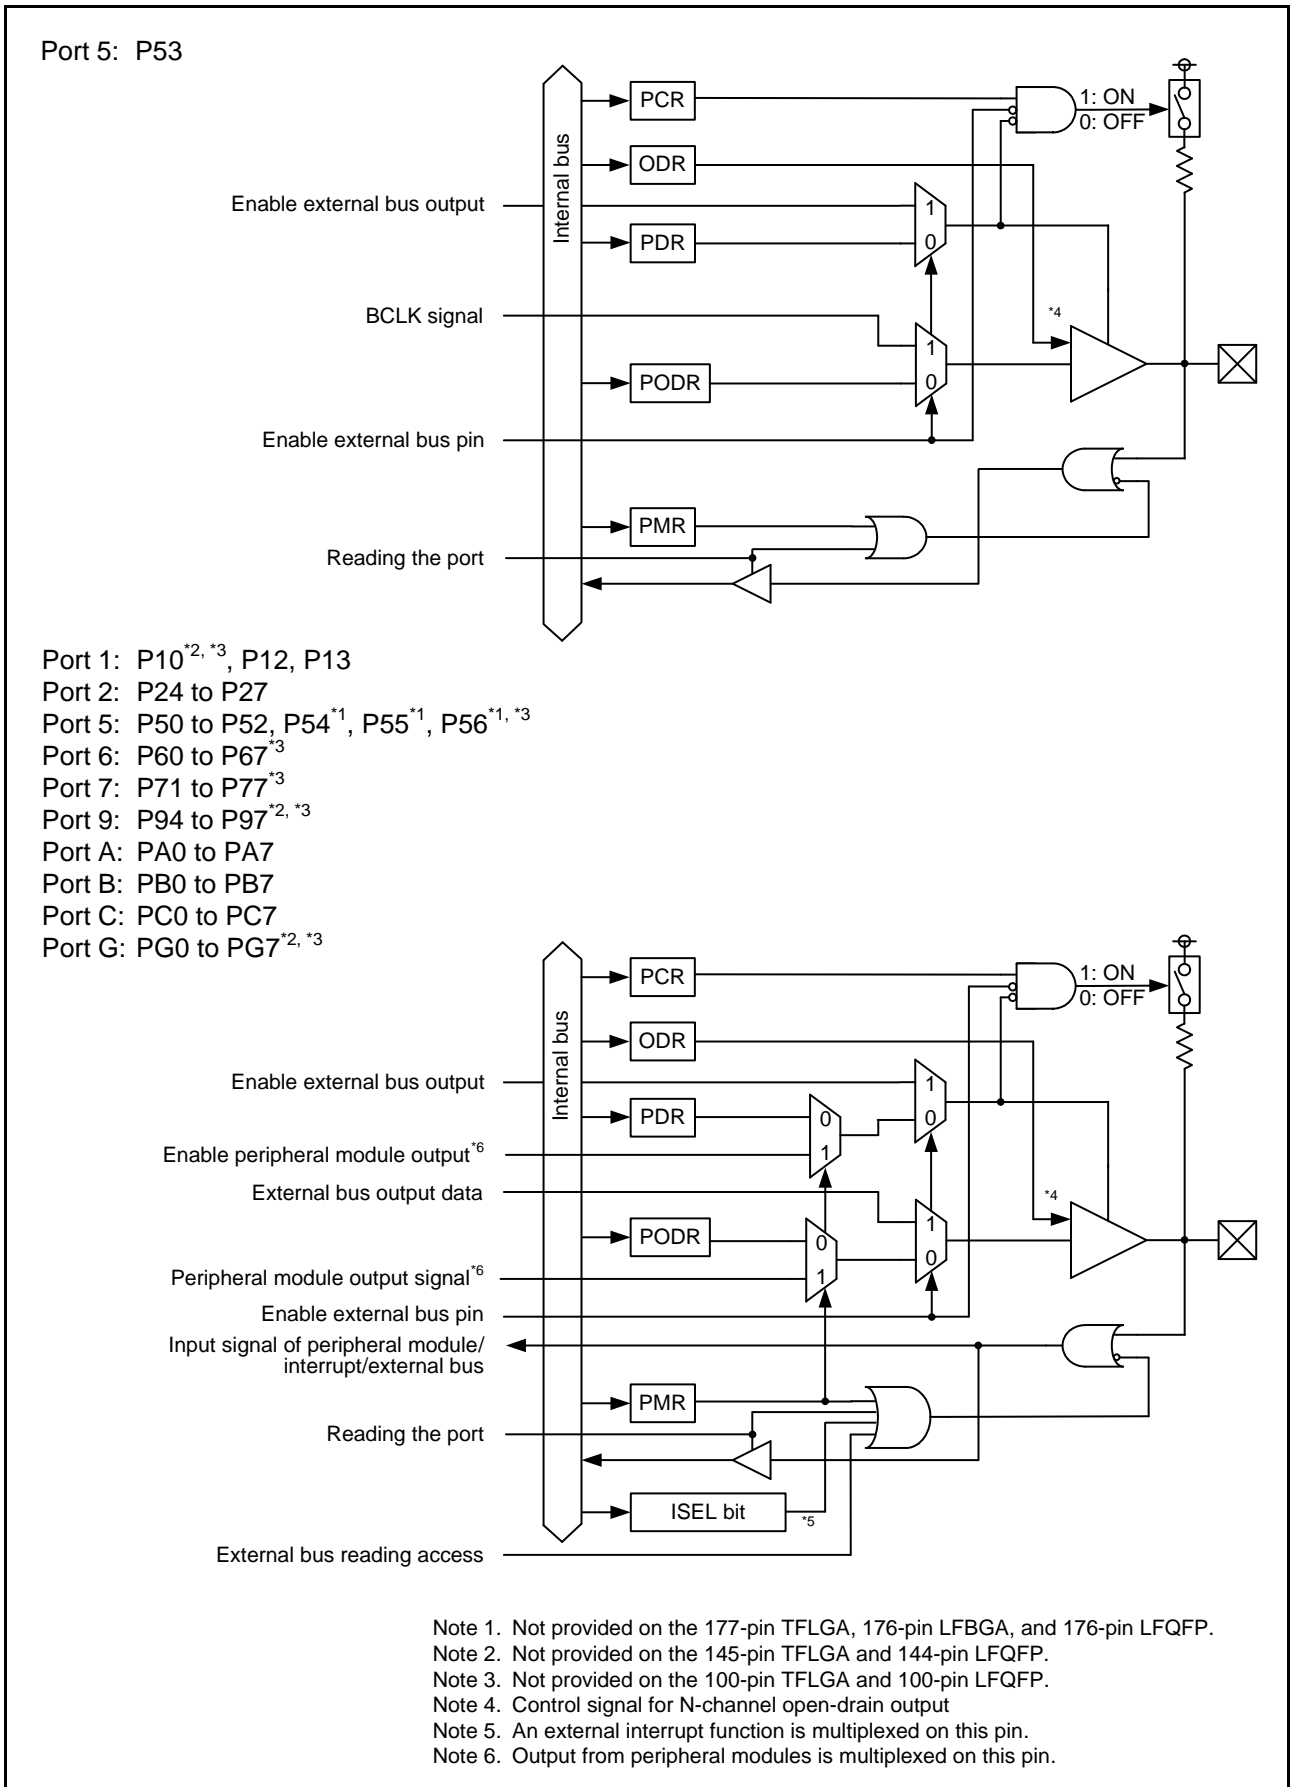 Port 5: P53
PCR
1: ON
0: OFF
ODR
Internal bus
Enable external bus output
1
PDR
0
BCLK signal
*4
1
PODR
0
Enable external bus pin
PMR
Reading the port
Port 1: P10*2, *3, P12, P13
Port 2: P24 to P27
Port 5: P50 to P52, P54*1, P55*1, P56*1, *3
Port 6: P60 to P67*3
Port 7: P71 to P77*3
Port 9: P94 to P97*2, *3
Port A: PA0 to PA7
Port B: PB0 to PB7
Port C: PC0 to PC7
Port G: PG0 to PG7*2, *3
PCR
1: ON
0: OFF
ODR
Internal bus
Enable external bus output
1
PDR
0
0
Enable peripheral module output*6
1
External bus output data
*4
1
PODR
0
0
Peripheral module output signal*6
1
Enable external bus pin
Input signal of peripheral module/
interrupt/external bus
PMR
Reading the port
ISEL bit
*5
External bus reading access
Note 1. Not provided on the 177-pin TFLGA, 176-pin LFBGA, and 176-pin LFQFP.
Note 2. Not provided on the 145-pin TFLGA and 144-pin LFQFP.
Note 3. Not provided on the 100-pin TFLGA and 100-pin LFQFP.
Note 4. Control signal for N-channel open-drain output
Note 5. An external interrupt function is multiplexed on this pin.
Note 6. Output from peripheral modules is multiplexed on this pin.